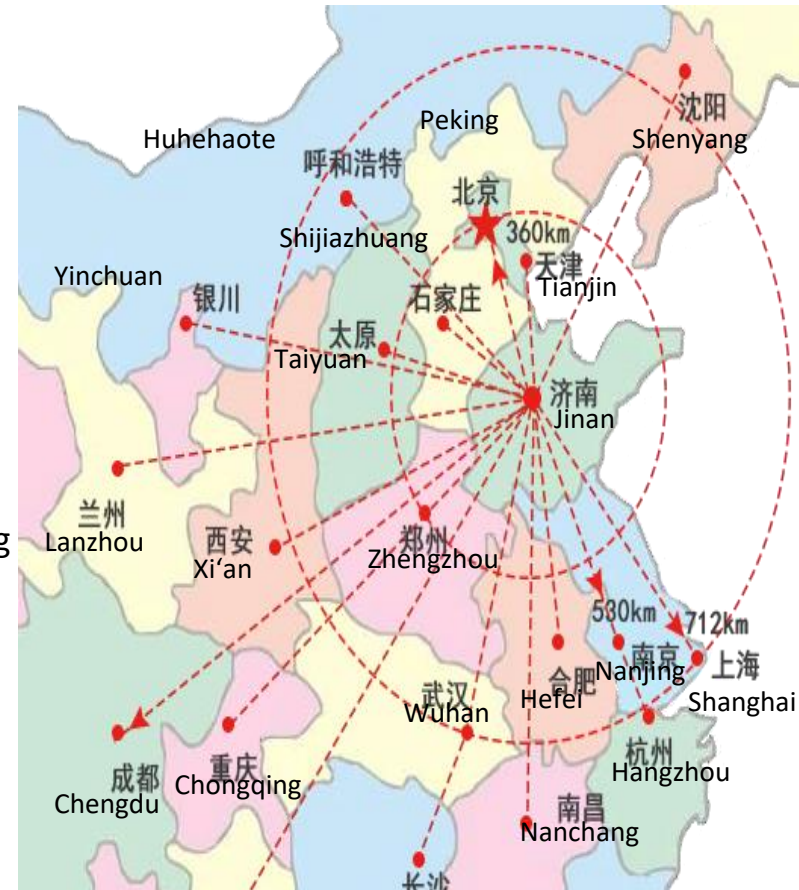 沈阳
Shenyang
Peking
Huhehaote
呼和浩特
北京
Shijiazhuang
360km
天津
Tianjin
Yinchuan
银川
石家庄
太原
Taiyuan
济南
Jinan
兰州
Lanzhou
g
西安
Xi‘an
郑州
Zhengzhou
530km
712km
南京
Nanjing
上海
Shanghai
合肥
Hefei
武汉
Wuhan
杭州
Hangzhou
重庆
Chongqing
成都
Chengdu
南昌
Nanchang
长沙